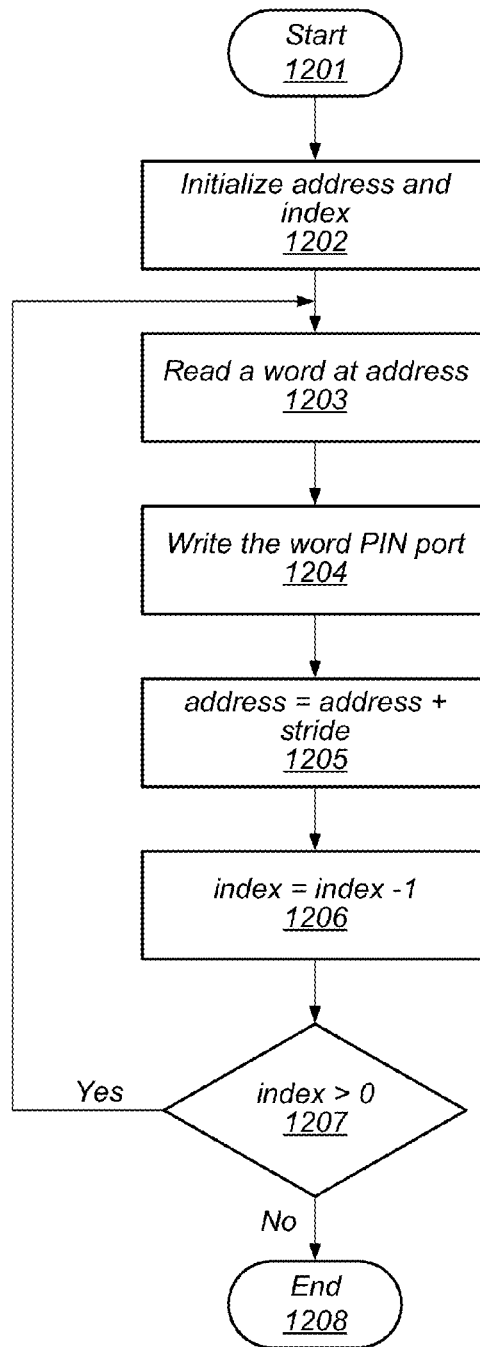 Start
1201
Initialize address and
index
1202
Read a word at address
1203
Write the word PIN port
1204
address = address +
stride
1205
index = index -1
1206
index > 0
1207
Yes
No
End
1208